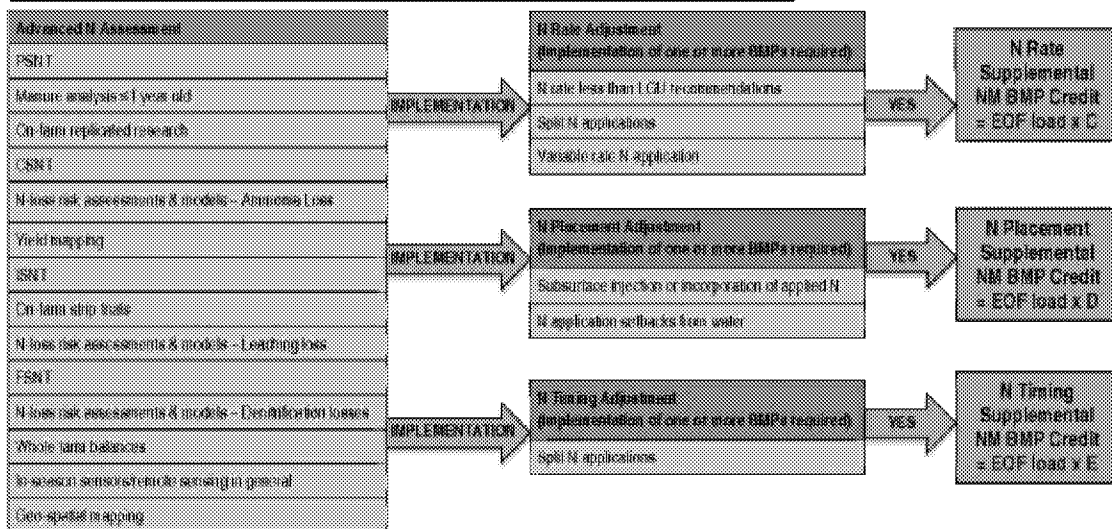 Advanced N Assessment
PSNT
Manure analysis ≤1 year old
On-farm replicated research
CSNT
N-loss risk assessments & models – Ammonia Loss
Yield mapping
ISNT
On-farm strip trials
N-loss risk assessments & models – Leaching loss
FSNT
N-loss risk assessments & models – Denitrification losses
Whole farm balances
In-season sensors/remote sensing in general
Geo-spatial mapping
IMPLEMENTATION
N Rate Adjustment
(Implementation of one or more BMPs required)
N rate less than LGU recommendations
Split N applications
Variable rate N application
YES
N Rate
Supplemental
NM BMP Credit
= EOF load x C
IMPLEMENTATION
N Placement Adjustment
(Implementation of one or more BMPs required)
Subsurface injection or incorporation of applied N
N application setbacks from water
YES
N Placement
Supplemental
NM BMP Credit
= EOF load x D
IMPLEMENTATION
N Timing Adjustment
(Implementation of one or more BMPs required)
Split N applications
YES
N Timing
Supplemental
NM BMP Credit
= EOF load x E